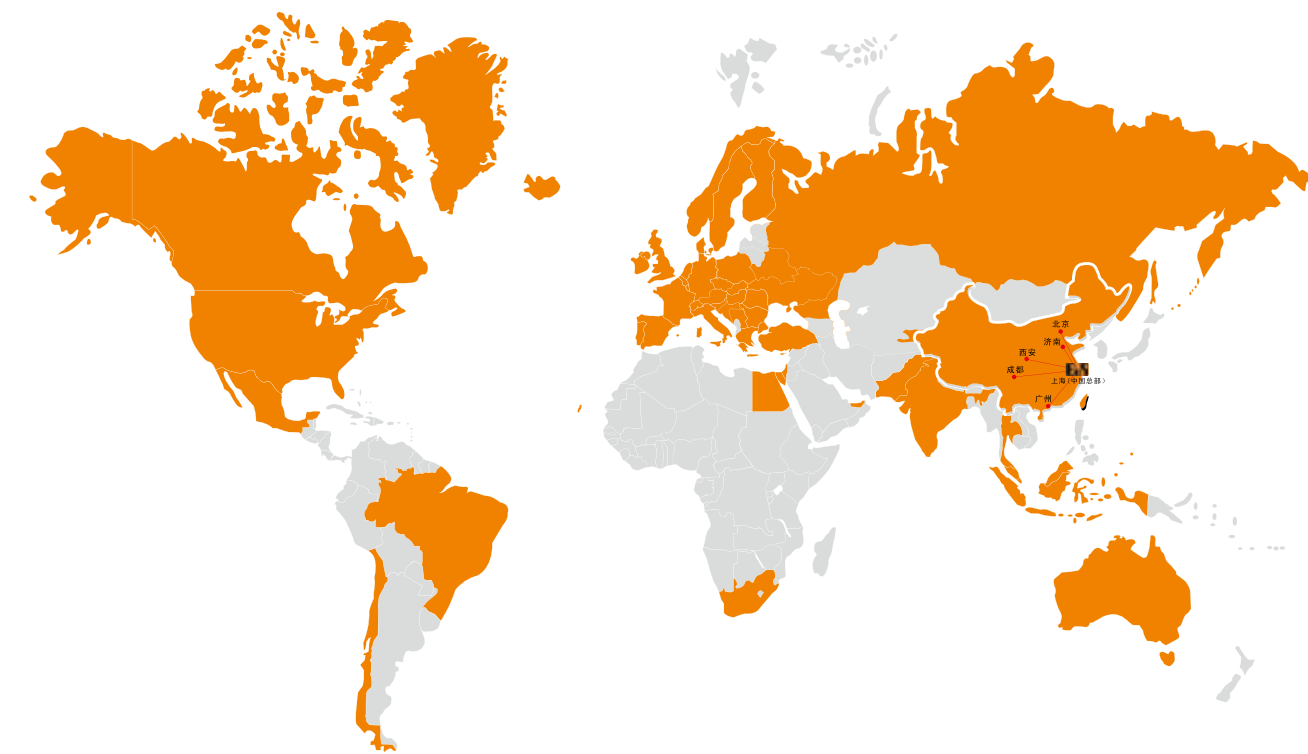 北京
济南
西安
成都
上海(中国总部)
广州